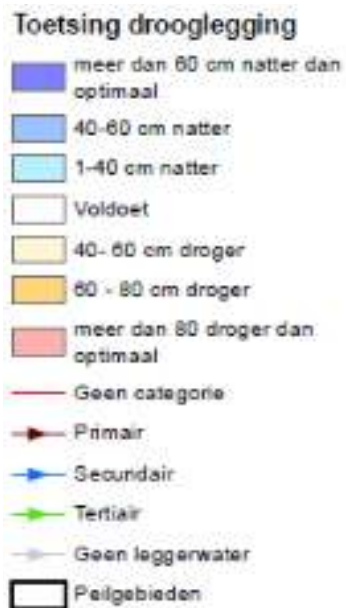 Toetsing drooglegging
meer dan 60 cm natter dan
optimaal
40-60 cm natter
1-40 cm natter
Voldoet
40- 60 cm droger
60 - 80 cm droger
meer dan 80 droger dan
optimaal
Geen categorie
Primair
Secundair
Tertiair
Geen leggerwater
Peilgebieden